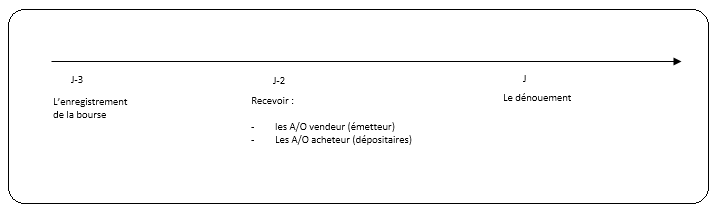 J-3
L'enregistrement
de la bourse
J-2
Recevoir :
- les A/O vendeur (émetteur)
- Les A/O acheteur (dépositaires)
J
Le dénouement